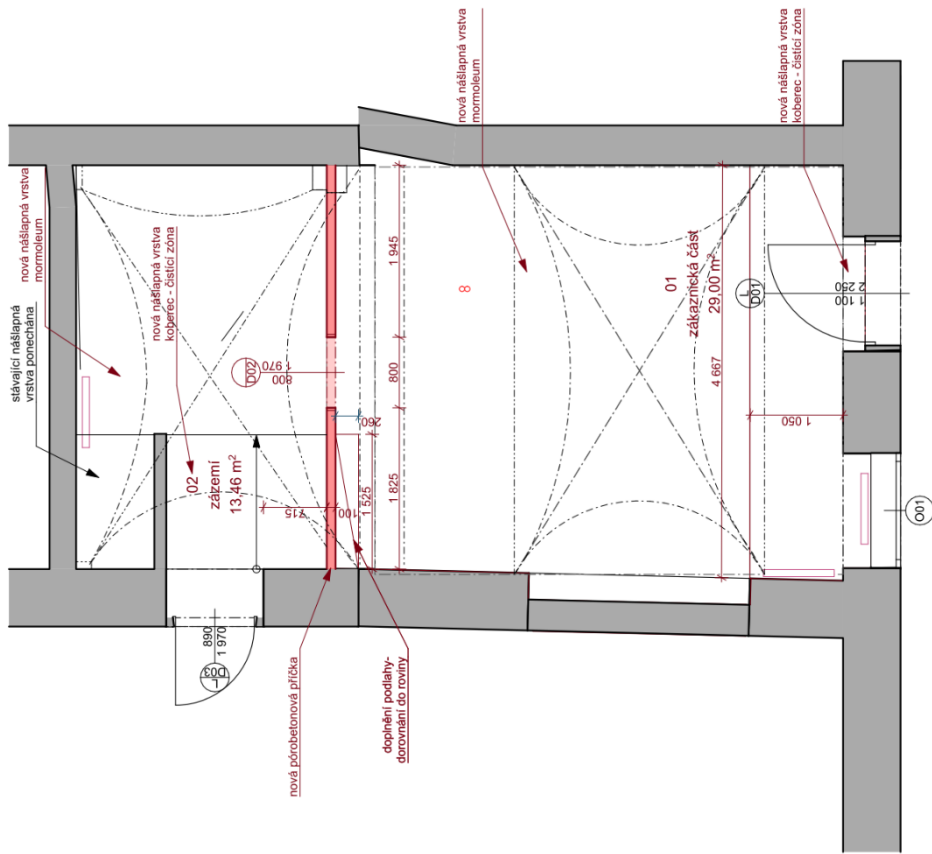 nová nášlapná vrstva
mormoleum
stávající nášlapná
vrstva ponechána
nová nášlapná vrstva
koberec - čistící zóna
nová nášlapná vrstva
mormoleum
nová nášlapná vrstva
koberec - čistící zóna
02
zázemí
13,46 m²
D02
800
1 970
715
100
260
1 525
1 945
800
1 825
8
01
zákaznická část
29,00 m²
4 667
L
D01
1 100
2 250
1 050
O01
890
1 970
L
D03
nová pórobetonová příčka
doplnění podlahy-
dorovnání do roviny